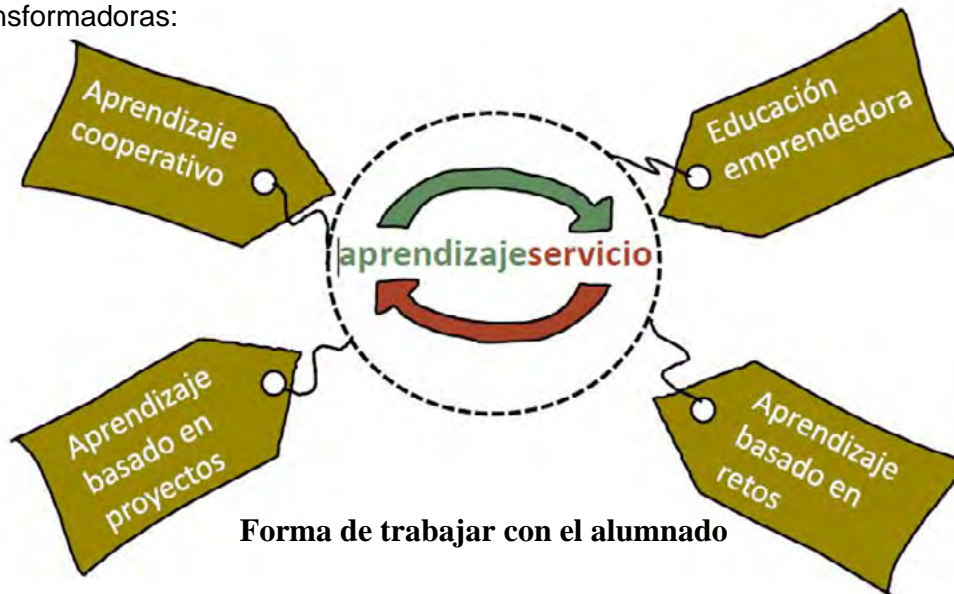 nsformadoras:
Aprendizaje
cooperativo
Educación
emprendedora
aprendizajeservicio
Aprendizaje
basado en
proyectos
Aprendizaje
basado en
retos
Forma de trabajar con el alumnado